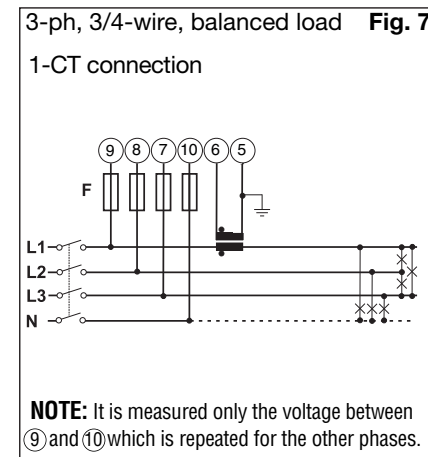 3-ph, 3/4-wire, balanced load Fig. 7
1-CT connection
9 8 7 10 6 5
F
L1
L2
L3
N
NOTE: It is measured only the voltage between
9 and 10 which is repeated for the other phases.